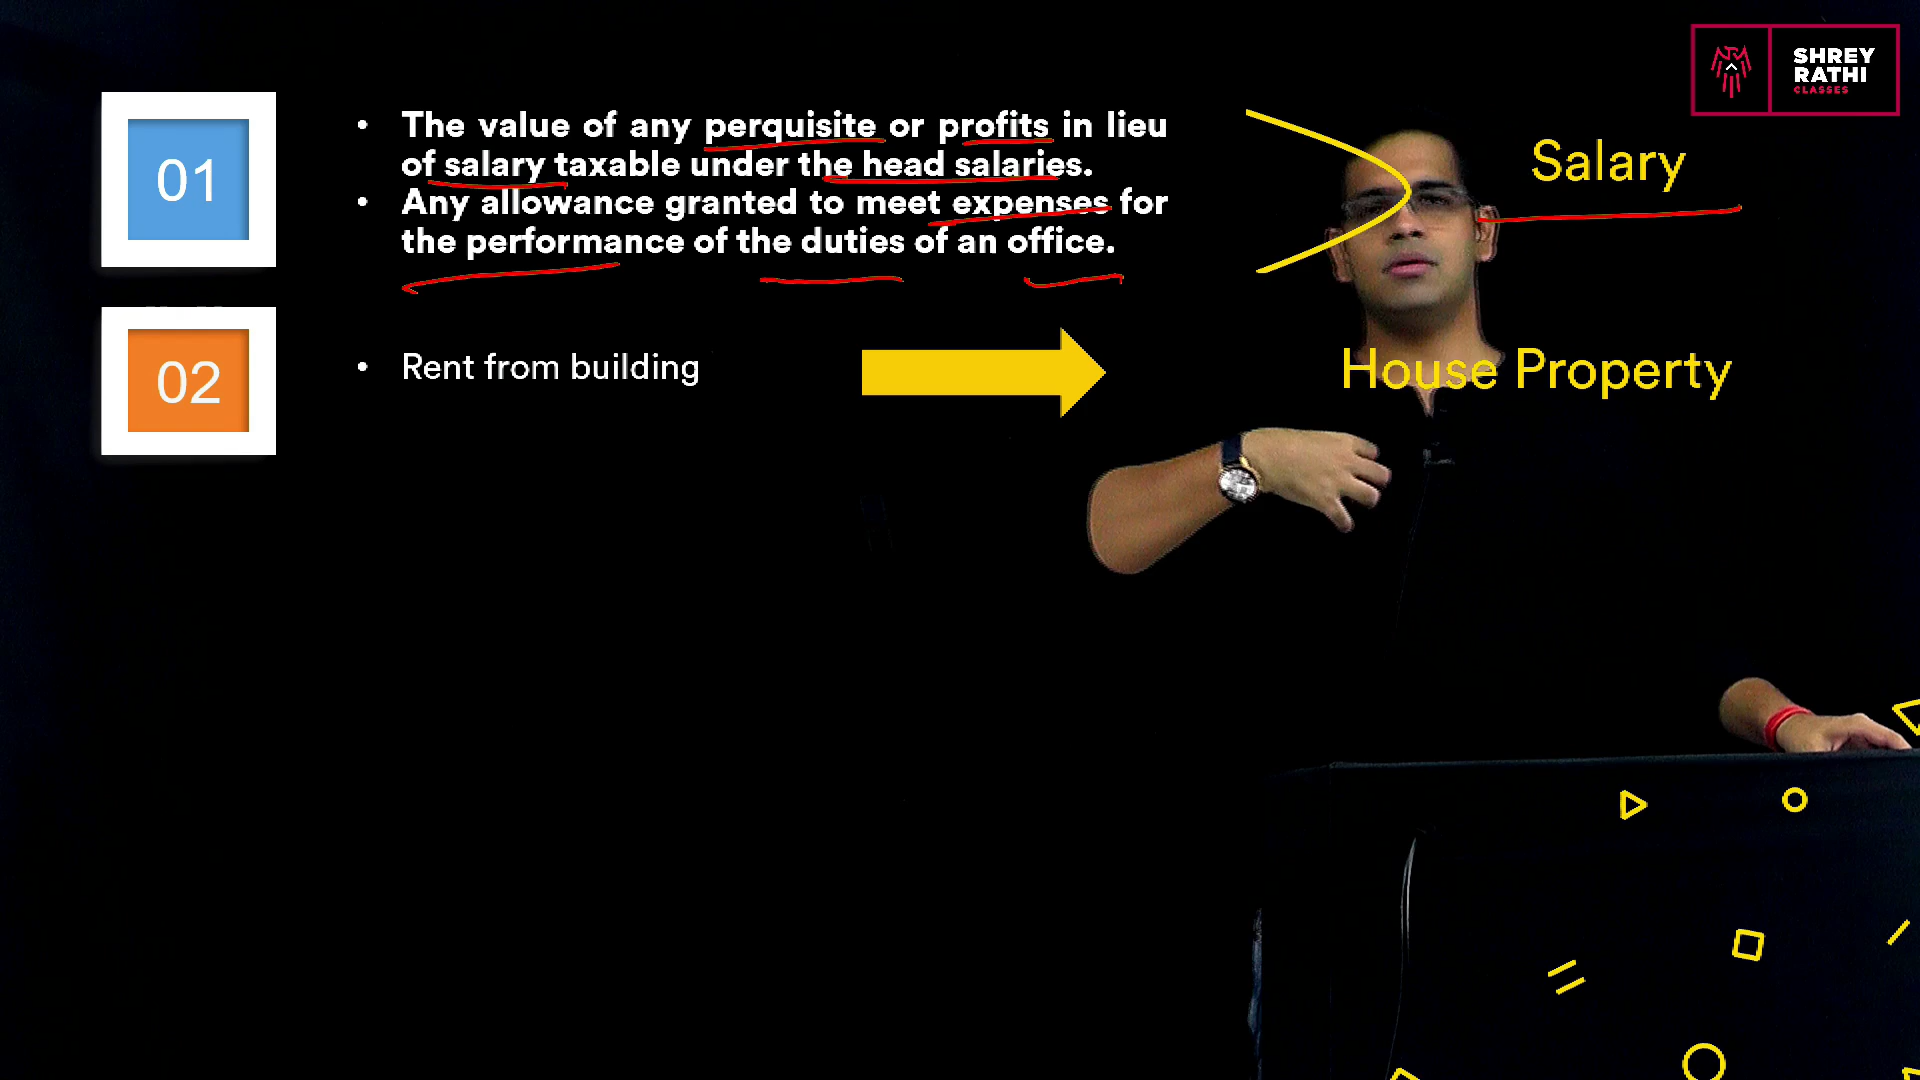 SHREY
RATHI
CLASSES
01
• The value of any perquisite or profits in lieu
of salary taxable under the head salaries.
• Any allowance granted to meet expenses for
the performance of the duties of an office.
Salary
02
• Rent from building
House Property